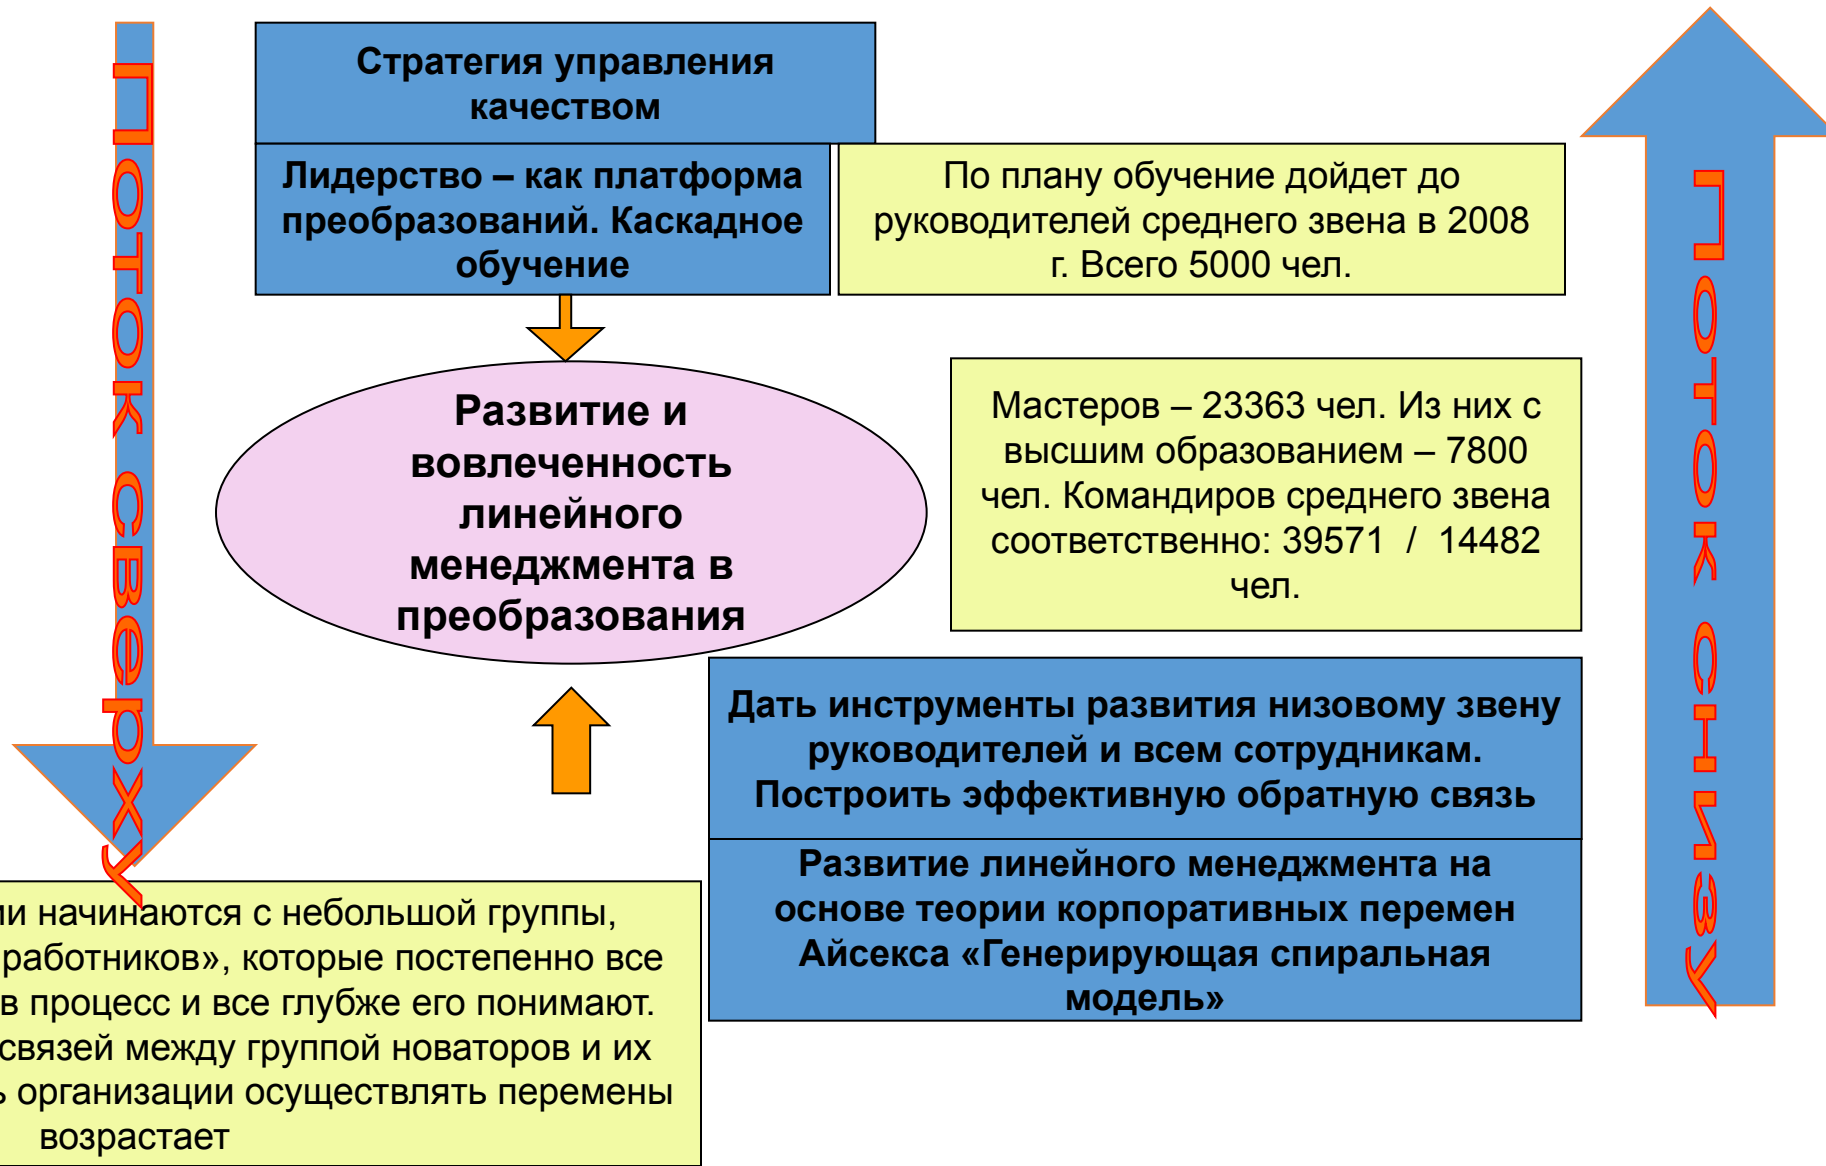 Поток сверху
Стратегия управления
качеством
Лидерство – как платформа
преобразований. Каскадное
обучение
По плану обучение дойдет до
руководителей среднего звена в 2008
г. Всего 5000 чел.
Развитие и
вовлеченность
линейного
менеджмента в
преобразования
Мастеров – 23363 чел. Из них с
высшим образованием – 7800
чел. Командиров среднего звена
соответственно: 39571 / 14482
чел.
Дать инструменты развития низовому звену
руководителей и всем сотрудникам.
Построить эффективную обратную связь
Развитие линейного менеджмента на
основе теории корпоративных перемен
Айсекса «Генерирующая спиральная
модель»
начинаются с небольшой группы,
работников», которые постепенно все
в процесс и все глубже его понимают.
связей между группой новаторов и их
организации осуществлять перемены
возрастает
Поток снизу